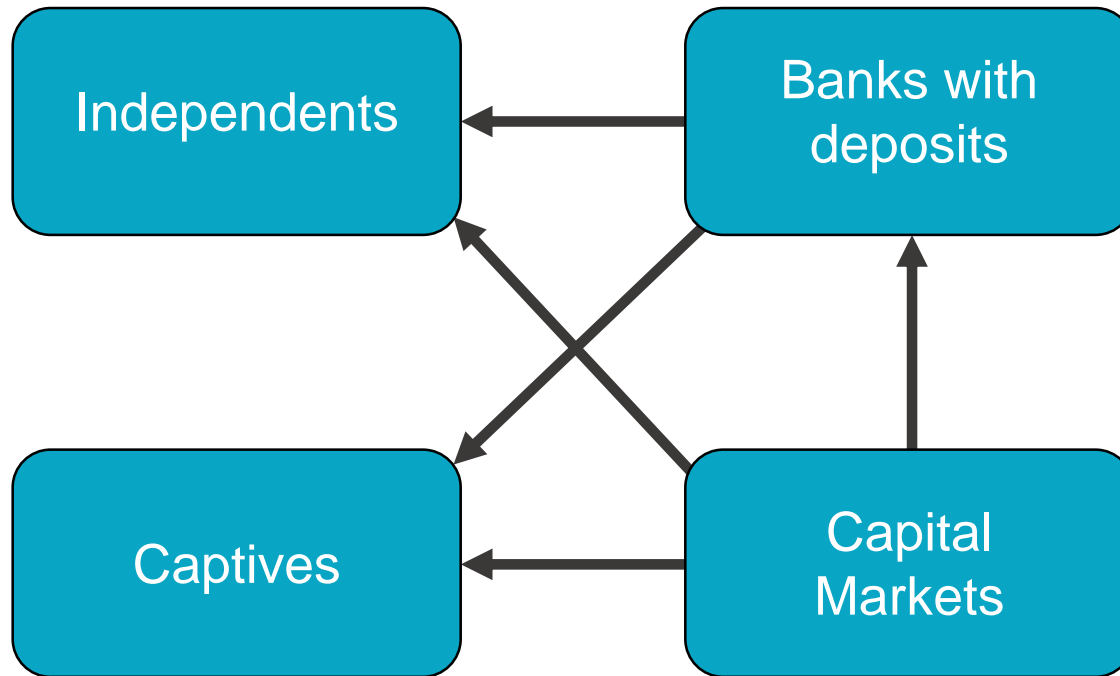 Independents
Banks with
deposits
Captives
Capital
Markets